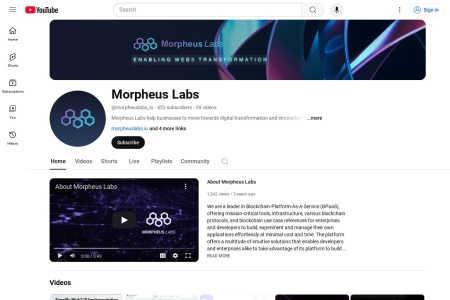 YouTube
Search
Sign in
Home
Shorts
Subscriptions
You
History
Morpheus Labs
ENABLING WEB3 TRANSFORMATION
Morpheus Labs
@morpheuslabs_io · 452 subscribers · 59 videos
Morpheus Labs help businesses to move towards digital transformation and innovation ...more
morpheuslabs.io and 4 more links
Subscribe
Home Videos Shorts Live Playlists Community
About Morpheus Labs
MORPHEUS LABS
0:00 / 0:43
About Morpheus Labs
views • 3 years ago
We are a leader in Blockchain-Platform-As-A-Service (BPaaS),
offering mission-critical tools, infrastructure, various blockchain
protocols, and blockchain use case references for enterprises
and developers to build, experiment and manage their own
applications effortlessly at minimal cost and time. The platform
offers a multitude of intuitive solutions that enables developers
and enterprises alike to take advantage of its platform to build ...
READ MORE
Videos